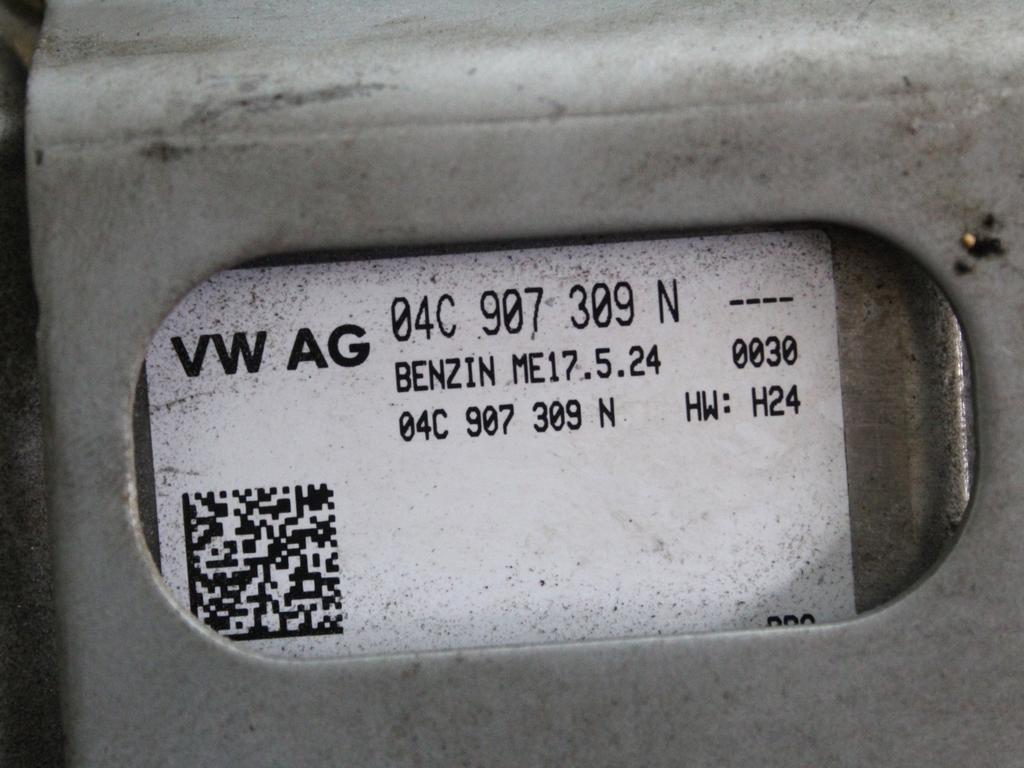 VW AG
04C 907 309 N ----
BENZIN ME17.5.24 0030
04C 907 309 N HW: H24